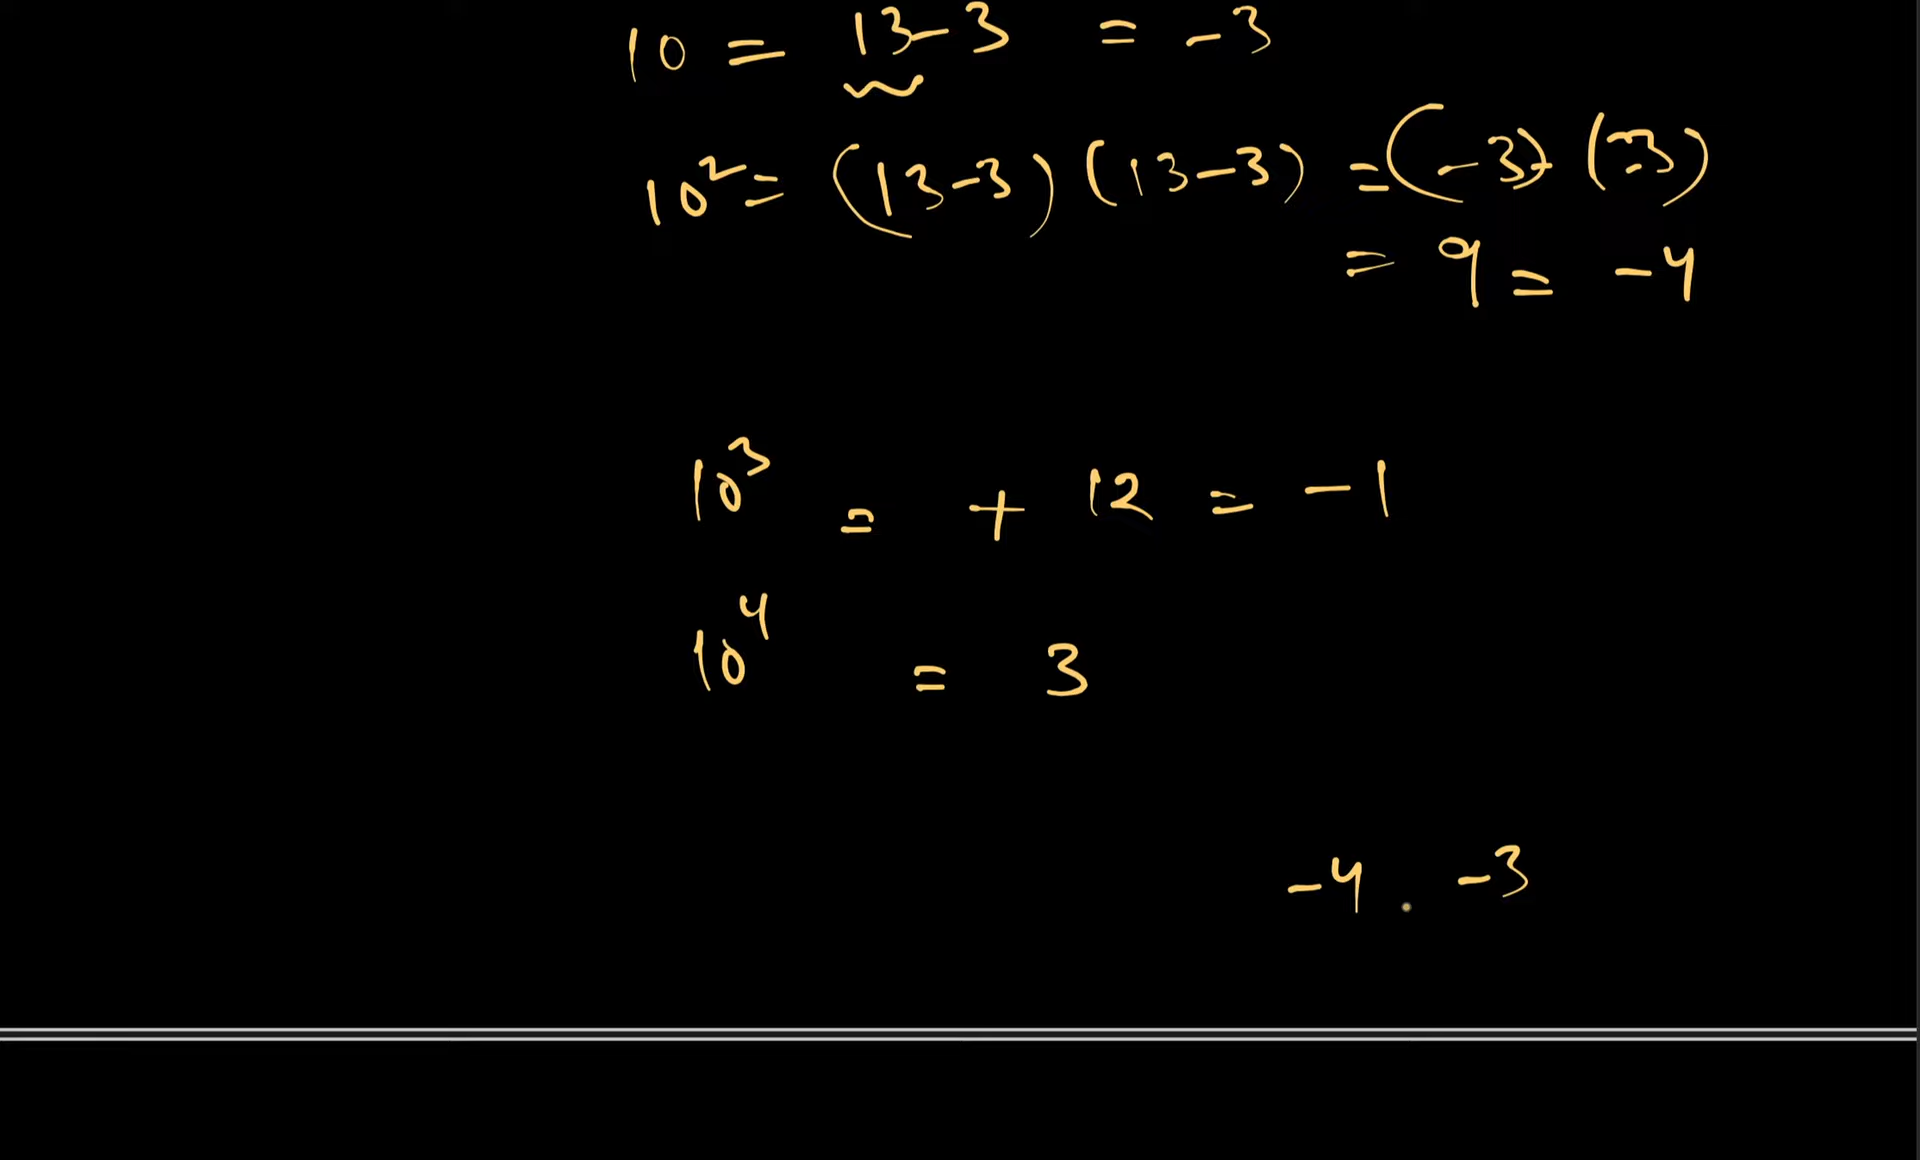 10 = 13-3 = -3
10² = (13-3) (13-3) = (-3) (-3)
= 9 = -4
10³ = + 12 = -1
10⁴ = 3
-4 . -3